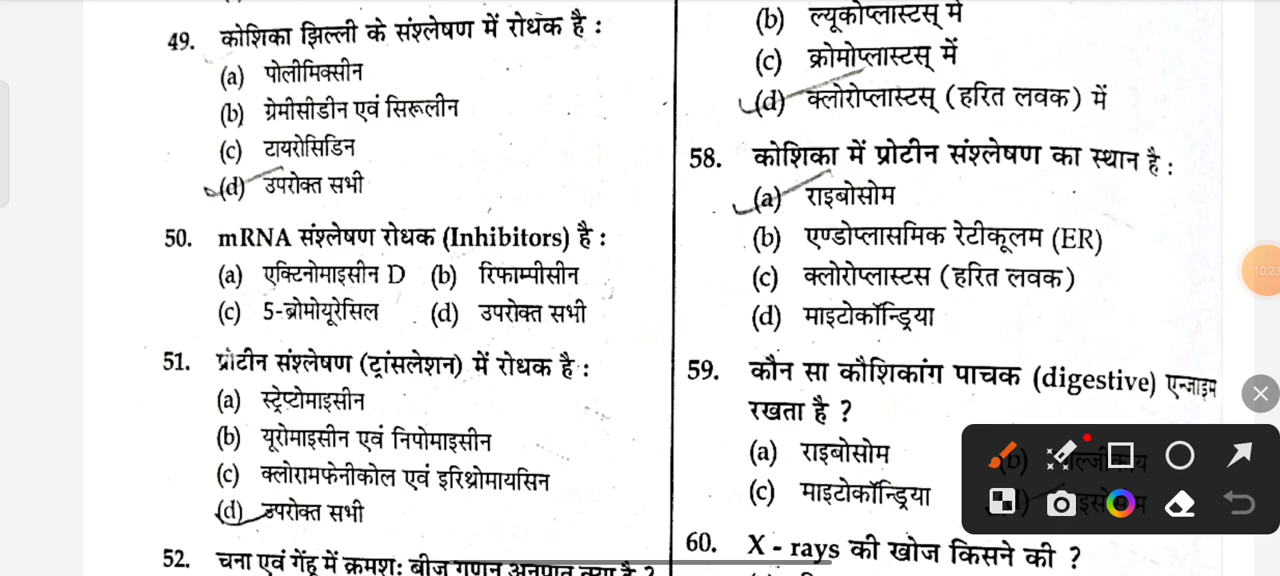 49. कोशिका झिल्ली के संश्लेषण में रोधक है :
(a) पोलीमिक्सीन
(b) ग्रेमीसीडीन एवं सिरूलीन
(c) टायरोसिडिन
(d) उपरोक्त सभी
50. mRNA संश्लेषण रोधक (Inhibitors) है :
(a) एक्टिनोमाइसीन D (b) रिफाम्पीसीन
(c) 5-ब्रोमोयूरेसिल (d) उपरोक्त सभी
51. प्रोटीन संश्लेषण (ट्रांसलेशन) में रोधक है :
(a) स्ट्रेप्टोमाइसीन
(b) यूरोमाइसीन एवं निपोमाइसीन
(c) क्लोरामफेनीकोल एवं इरिथ्रोमायसिन
(d) उपरोक्त सभी
52. चना एवं गेंहू में क्रमशः बीज गुणन अनुपात क्या है ?
(b) ल्यूकोप्लास्टस् में
(c) क्रोमोप्लास्टस् में
(d) क्लोरोप्लास्टस् (हरित लवक) में
58. कोशिका में प्रोटीन संश्लेषण का स्थान है :
(a) राइबोसोम
(b) एण्डोप्लासमिक रेटीकूलम (ER)
(c) क्लोरोप्लास्टस (हरित लवक)
(d) माइटोकॉन्ड्रिया
59. कौन सा कौशिकांग पाचक (digestive) एन्जाइम
रखता है ?
(a) राइबोसोम
(c) माइटोकॉन्ड्रिया
60. X - rays की खोज किसने की ?
10:23